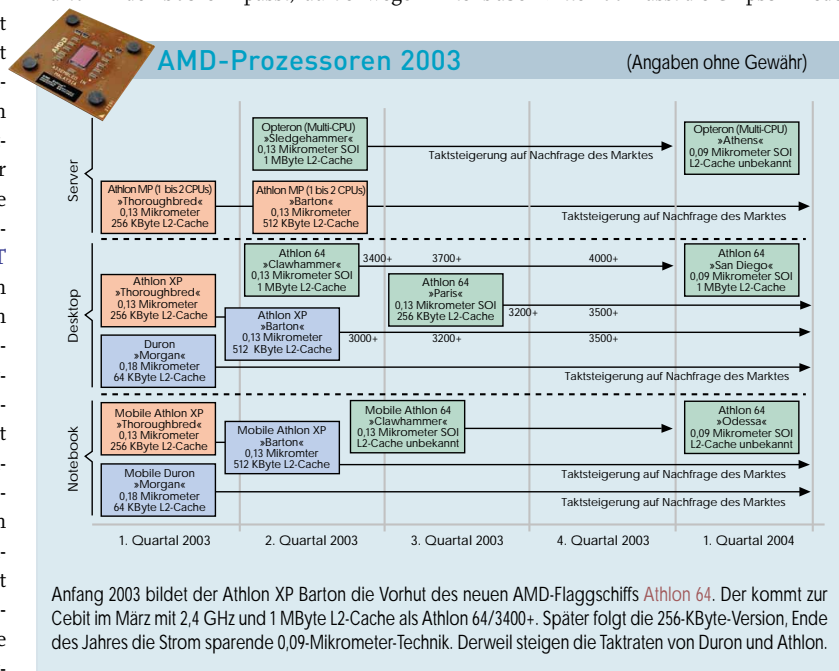 AMD-Prozessoren 2003
(Angaben ohne Gewähr)
Server
Opteron (Multi-CPU)
»Sledgehammer«
0,13 Mikrometer SOI
1 MByte L2-Cache
Taktsteigerung auf Nachfrage des Marktes
Opteron (Multi-CPU)
»Athens«
0,09 Mikrometer SOI
L2-Cache unbekannt
Athlon MP (1 bis 2 CPUs)
»Thoroughbred«
0,13 Mikrometer
256 KByte L2-Cache
Athlon MP (1 bis 2 CPUs)
»Barton«
0,13 Mikrometer
512 KByte L2-Cache
Taktsteigerung auf Nachfrage des Marktes
Desktop
Athlon 64
»Clawhammer«
0,13 Mikrometer SOI
1 MByte L2-Cache
3400+ 3700+ 4000+
Athlon 64
»San Diego«
0,09 Mikrometer SOI
1 MByte L2-Cache
Athlon XP
»Thoroughbred«
0,13 Mikrometer
256 KByte L2-Cache
Athlon 64
»Paris«
0,13 Mikrometer SOI
256 KByte L2-Cache
3200+ 3500+
Athlon XP
»Barton«
0,13 Mikrometer
512 KByte L2-Cache
3000+ 3200+ 3500+
Duron
»Morgan«
0,18 Mikrometer
64 KByte L2-Cache
Taktsteigerung auf Nachfrage des Marktes
Notebook
Mobile Athlon XP
»Thoroughbred«
0,13 Mikrometer
256 KByte L2-Cache
Mobile Athlon 64
»Clawhammer«
0,13 Mikrometer SOI
L2-Cache unbekannt
Athlon 64
»Odessa«
0,09 Mikrometer SOI
L2-Cache unbekannt
Mobile Athlon XP
»Barton«
0,13 Mikromter
512 KByte L2-Cache
Taktsteigerung auf Nachfrage des Marktes
Mobile Duron
»Morgan«
0,18 Mikrometer
64 KByte L2-Cache
Taktsteigerung auf Nachfrage des Marktes
1. Quartal 2003 2. Quartal 2003 3. Quartal 2003 4. Quartal 2003 1. Quartal 2004
Anfang 2003 bildet der Athlon XP Barton die Vorhut des neuen AMD-Flaggschiffs Athlon 64. Der kommt zur
Cebit im März mit 2,4 GHz und 1 MByte L2-Cache als Athlon 64/3400+. Später folgt die 256-KByte-Version, Ende
des Jahres die Strom sparende 0,09-Mikrometer-Technik. Derweil steigen die Taktraten von Duron und Athlon.